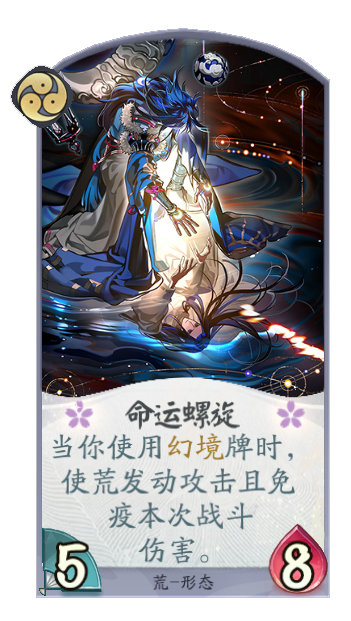 命运螺旋
当你使用幻境牌时，
使荒发动攻击且免
疫本次战斗
伤害。
5
荒-形态
8